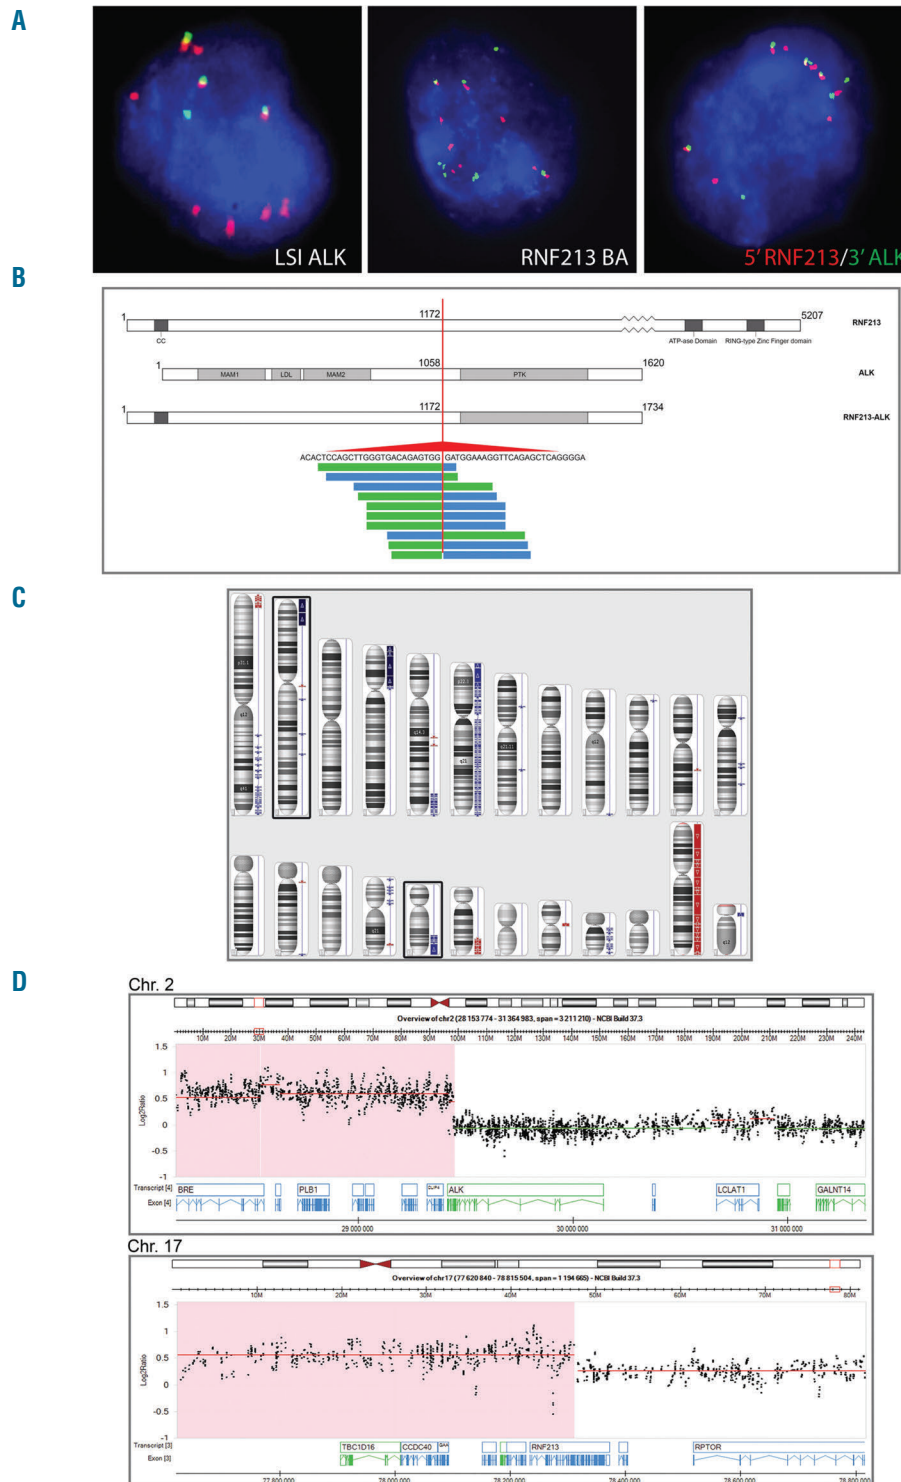 A
LSI ALK
RNF213 BA
5'RNF213/3'ALK
B
1
1172
5207
RNF213
CC
ATP-ase Domain
RING-type Zinc Finger domain
1
1058
1620
MAM1
LDL
MAM2
PTK
ALK
1
1172
1734
RNF213-ALK
ACACTCCAGCTTGGGTGACAGAGTGG GATGGAAAGGTTCAGAGCTCAGGGGA
C
D
Chr. 2
Overview of chr2 (28 153 774 - 31 364 983, span = 3 211 210) - NCBI Build 37.3
10M 20M 30M 40M 50M 60M 70M 80M 90M 100M 110M 120M 130M 140M 150M 160M 170M 180M 190M 200M 210M 220M 230M 240M
1.5
1
0.5
0
-0.5
-1
Log2Ratio
Transcript [4]
BRE
PLB1
CLIP4
ALK
LCLAT1
GALNT14
Exon [4]
29 000 000
30 000 000
31 000 000
Chr. 17
Overview of chr17 (77 620 840 - 78 815 504, span = 1 194 665) - NCBI Build 37.3
10M 20M 30M 40M 50M 60M 70M 80M
1.5
1
0.5
0
-0.5
-1
Log2Ratio
Transcript [3]
TBC1D16
CCDC40
GAA
RNF213
RPTOR
Exon [3]
77 800 000
78 000 000
78 200 000
78 400 000
78 600 000
78 800 000